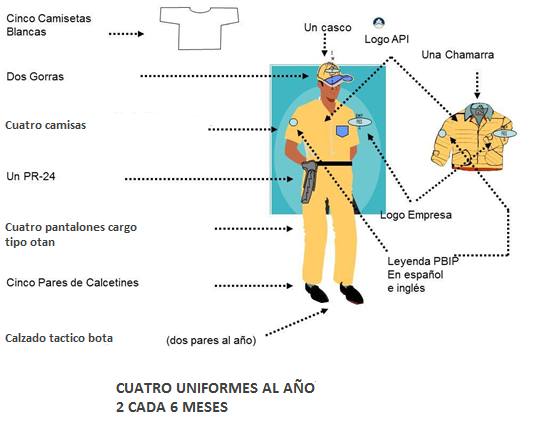 Cinco Camisetas
Blancas
Un casco
Logo API
Una Chamarra
Dos Gorras
Cuatro camisas
Un PR-24
Logo Empresa
Cuatro pantalones cargo
tipo otan
Leyenda PBIP
En español
e inglés
Cinco Pares de Calcetines
Calzado tactico bota
(dos pares al año)
CUATRO UNIFORMES AL AÑO
2 CADA 6 MESES